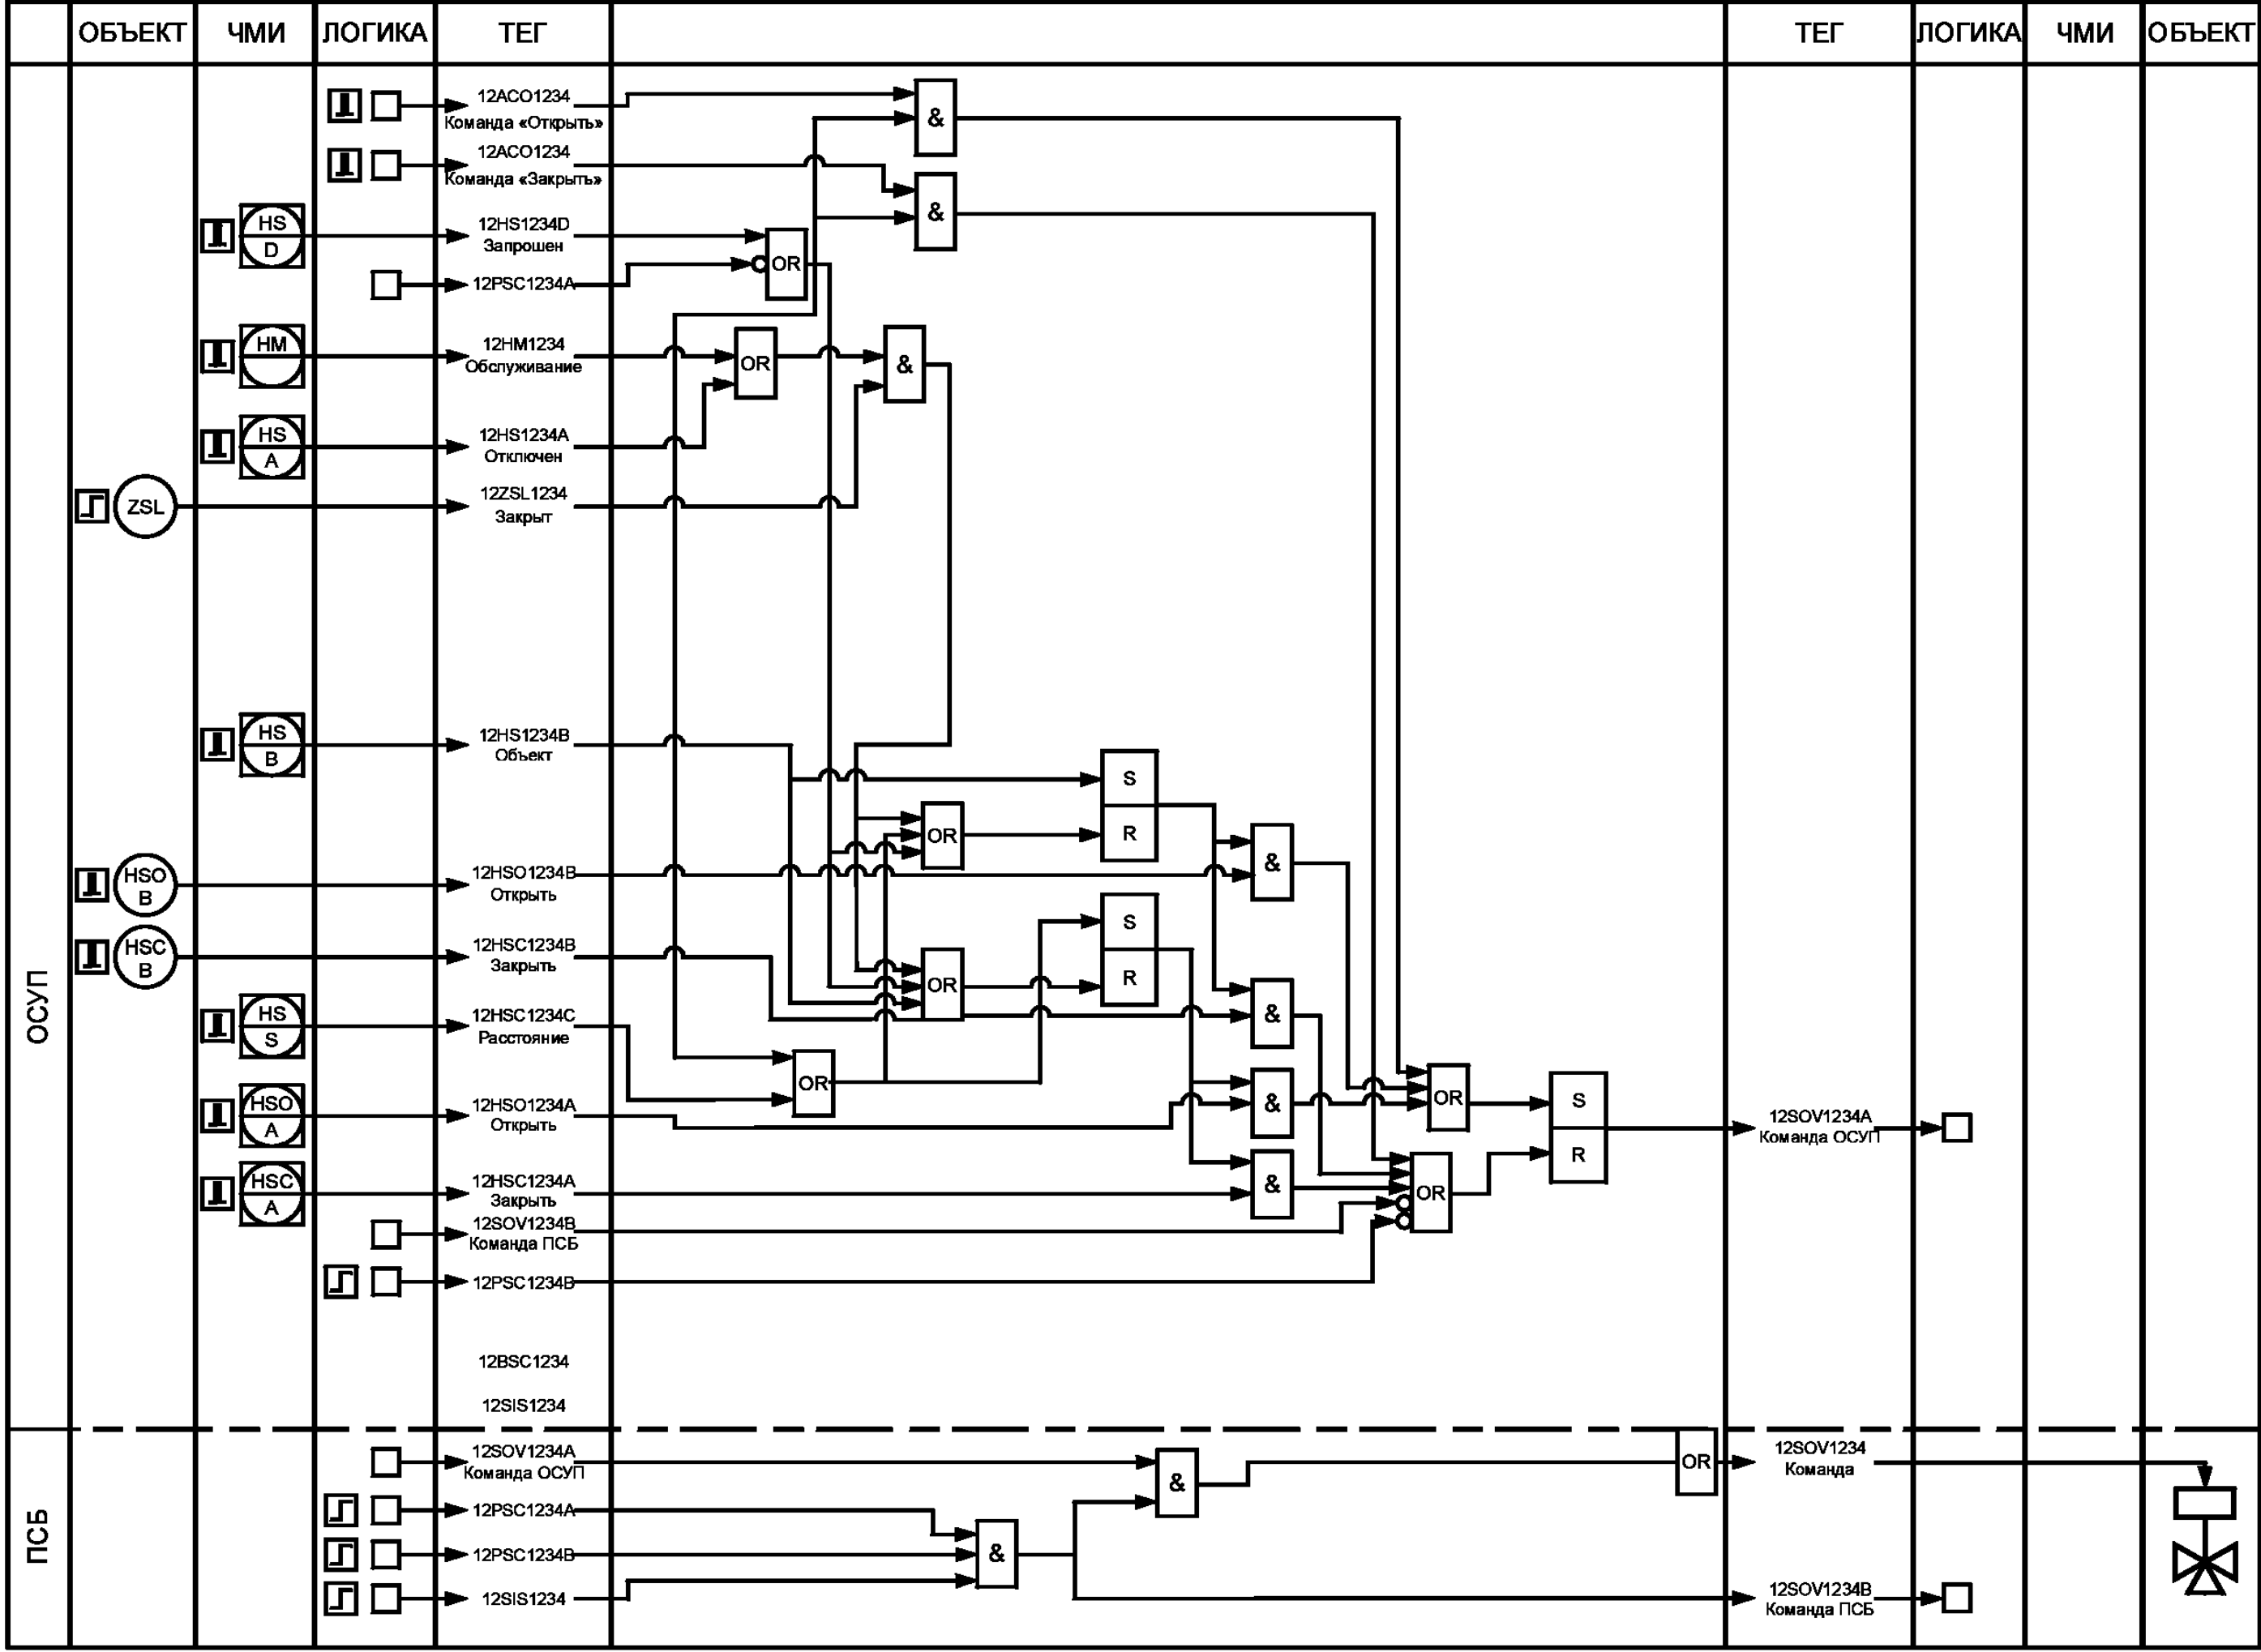 ОБЪЕКТ ЧМИ ЛОГИКА ТЕГ ТЕГ ЛОГИКА ЧМИ ОБЪЕКТ
12ACO1234
Команда «Открыть»
&
12ACO1234
Команда «Закрыть»
&
HS
D
12HS1234D
Запрошен
OR
12PSC1234A
HM
12HM1234
Обслуживание
OR
&
HS
A
12HS1234A
Отключен
ZSL
12ZSL1234
Закрыт
HS
B
12HS1234B
Объект
S
R
OR
&
HSO
B
12HSO1234B
Открыть
HSC
B
12HSC1234B
Закрыть
S
R
OR
&
ОСУП
HS
S
12HSC1234C
Расстояние
OR
&
OR
S
R
HSO
A
12HSO1234A
Открыть
12SOV1234A
Команда ОСУП
HSC
A
12HSC1234A
Закрыть
&
OR
12SOV1234B
Команда ПСБ
12PSC1234B
12BSC1234
12SIS1234
ПСБ
12SOV1234A
Команда ОСУП
&
OR
12SOV1234
Команда
12PSC1234A
12PSC1234B
&
12SIS1234
12SOV1234B
Команда ПСБ